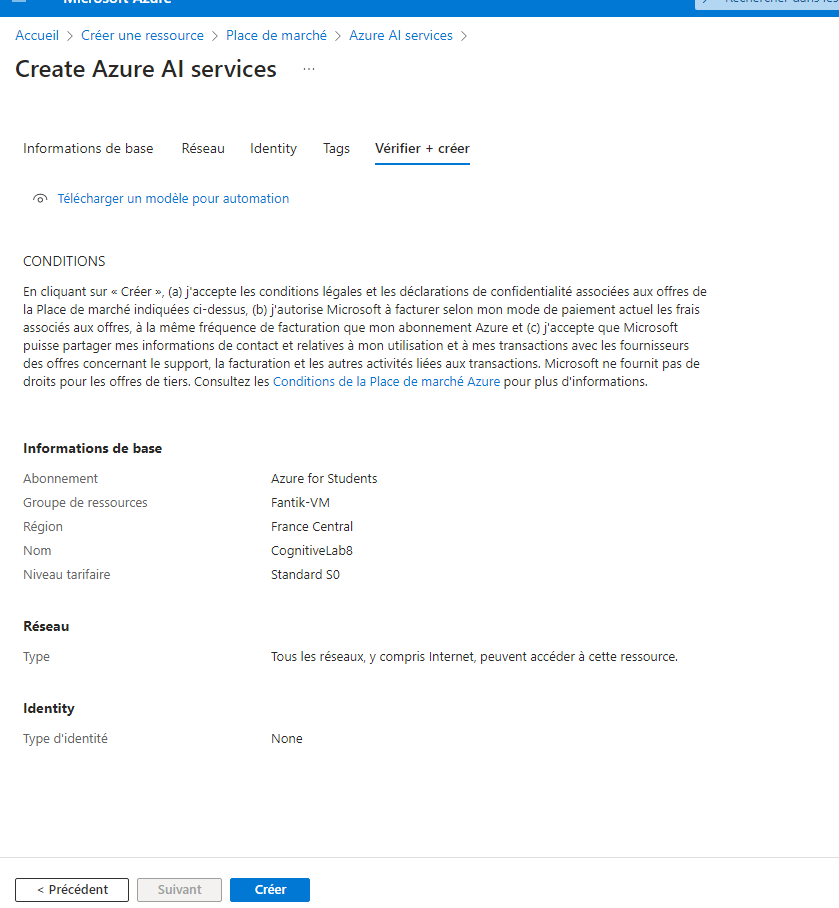 Microsoft Azure
Rechercher dans les
Accueil > Créer une ressource > Place de marché > Azure AI services >
Create Azure AI services ...
Informations de base Réseau Identity Tags Vérifier + créer
Télécharger un modèle pour automation
CONDITIONS
En cliquant sur « Créer », (a) j'accepte les conditions légales et les déclarations de confidentialité associées aux offres de
la Place de marché indiquées ci-dessus, (b) j'autorise Microsoft à facturer selon mon mode de paiement actuel les frais
associés aux offres, à la même fréquence de facturation que mon abonnement Azure et (c) j'accepte que Microsoft
puisse partager mes informations de contact et relatives à mon utilisation et à mes transactions avec les fournisseurs
des offres concernant le support, la facturation et les autres activités liées aux transactions. Microsoft ne fournit pas de
droits pour les offres de tiers. Consultez les Conditions de la Place de marché Azure pour plus d'informations.
Informations de base
Abonnement Azure for Students
Groupe de ressources Fantik-VM
Région France Central
Nom CognitiveLab8
Niveau tarifaire Standard S0
Réseau
Type Tous les réseaux, y compris Internet, peuvent accéder à cette ressource.
Identity
Type d'identité None
< Précédent Suivant Créer